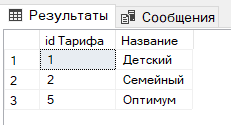 Результаты Сообщения
id Тарифа Название
1 1 Детский
2 2 Семейный
3 5 Оптимум